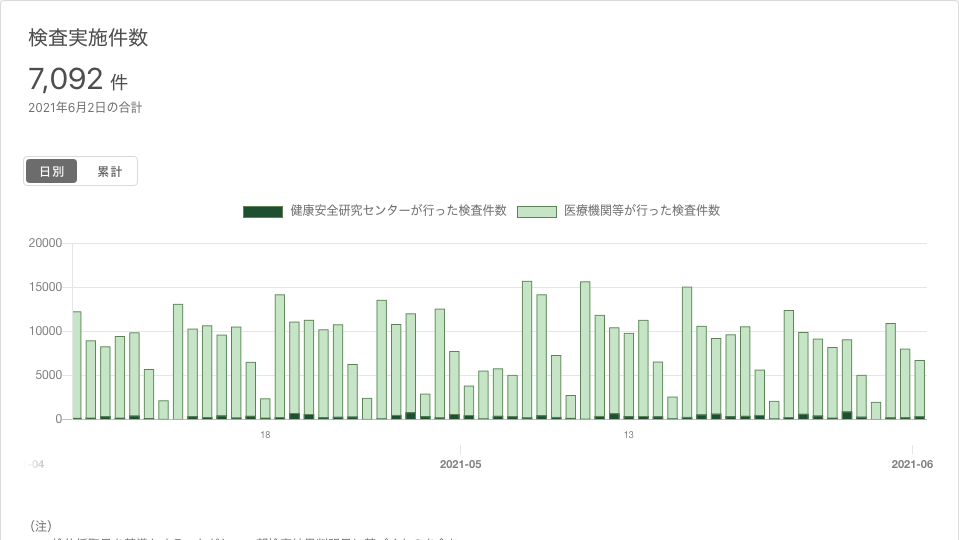 検査実施件数
7,092 件
2021年6月2日の合計
日別 累計
健康安全研究センターが行った検査件数 医療機関等が行った検査件数
20000
15000
10000
5000
0
18 13
-04 2021-05 2021-06
（注）